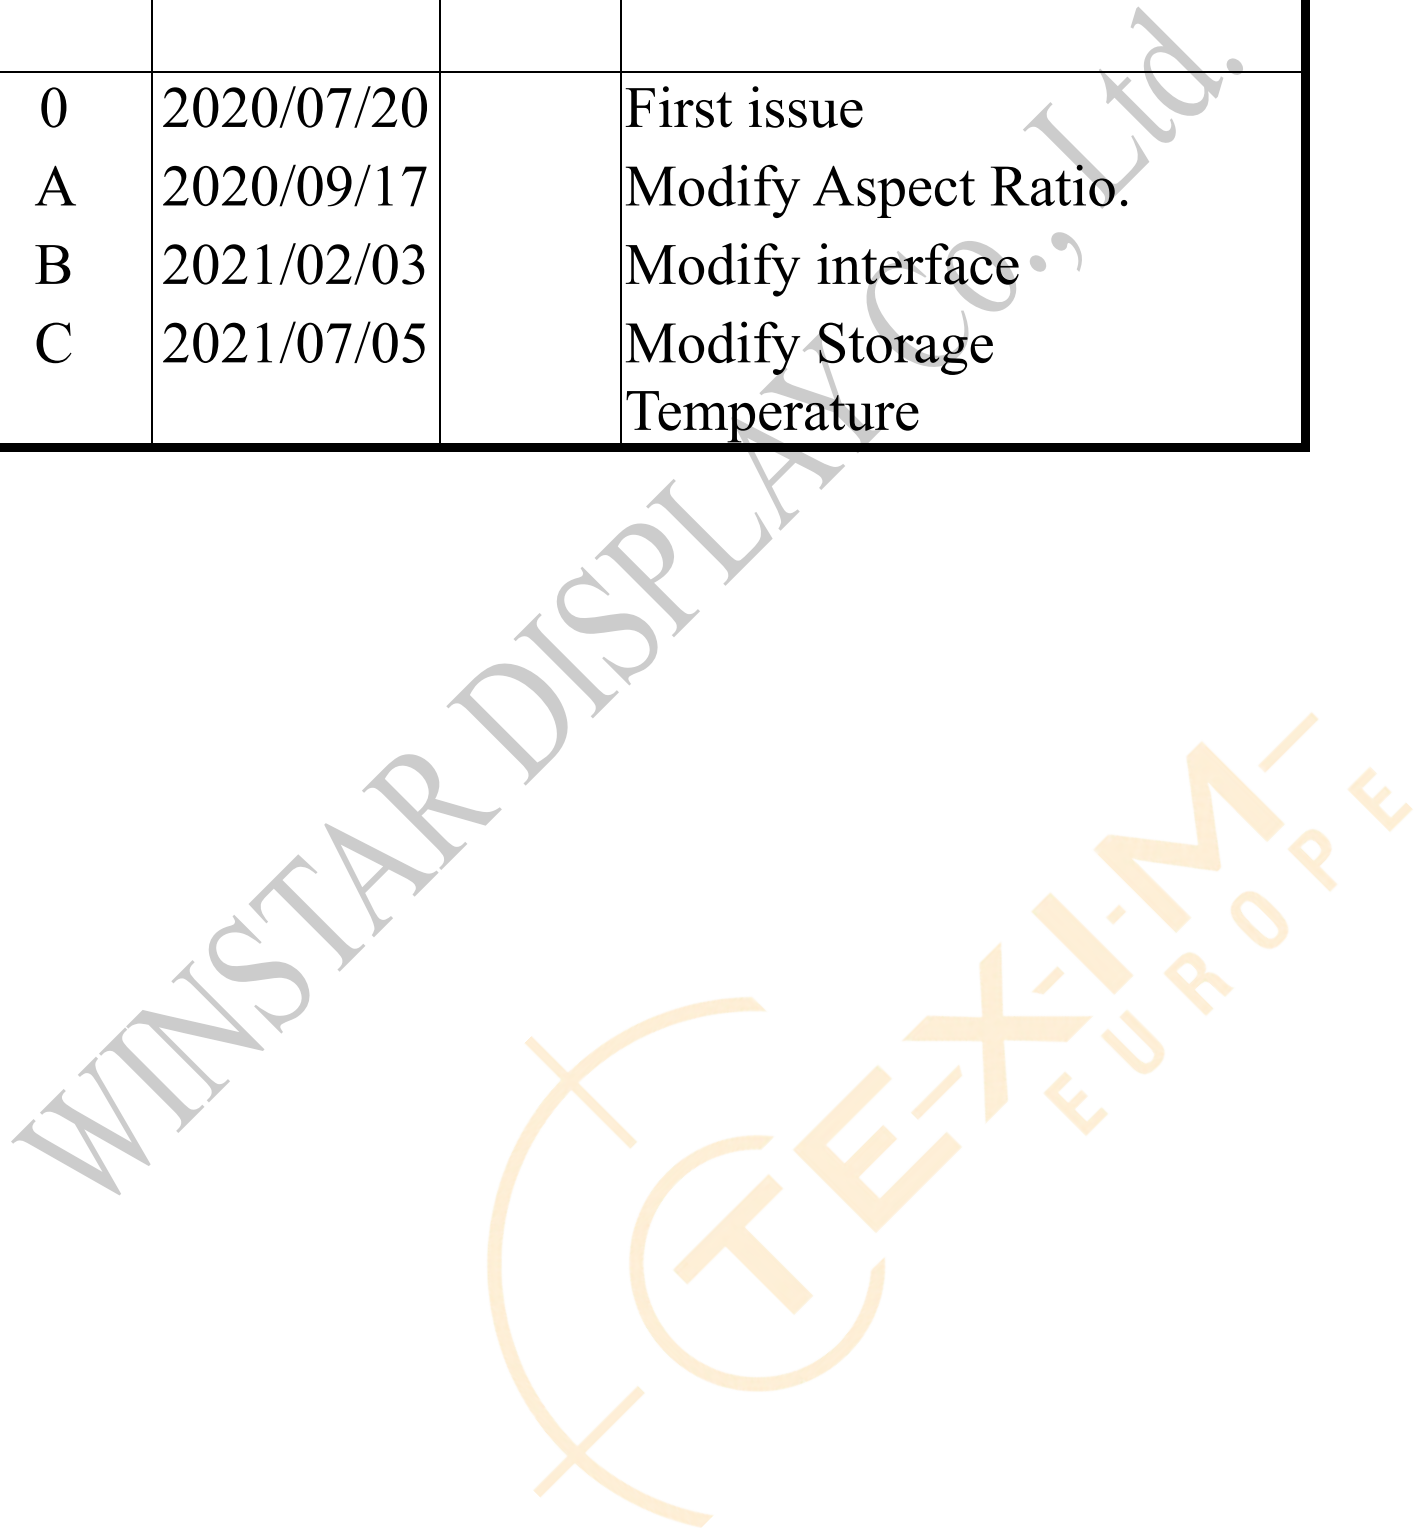 0 2020/07/20 First issue
A 2020/09/17 Modify Aspect Ratio.
B 2021/02/03 Modify interface
C 2021/07/05 Modify Storage
Temperature
WINSTAR DISPLAY Co., Ltd.
TEXIM
EUROPE